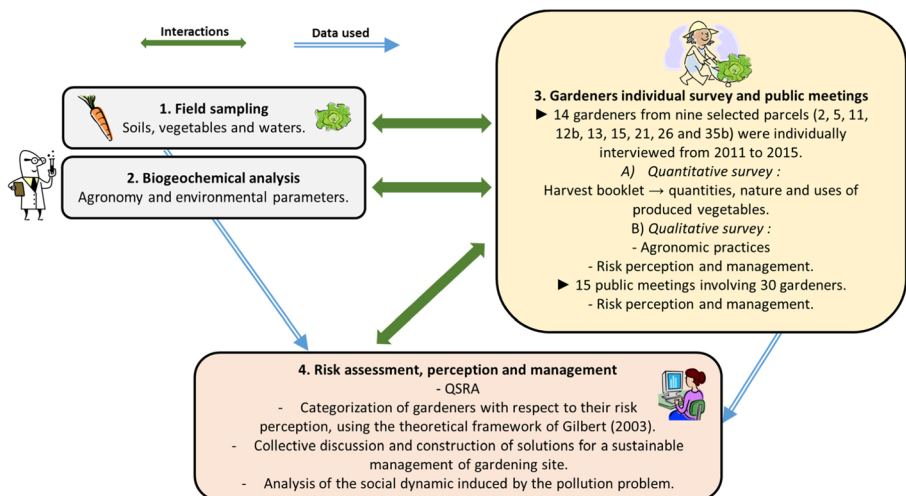 Interactions
Data used
1. Field sampling
Soils, vegetables and waters.
2. Biogeochemical analysis
Agronomy and environmental parameters.
3. Gardeners individual survey and public meetings
► 14 gardeners from nine selected parcels (2, 5, 11,
12b, 13, 15, 21, 26 and 35b) were individually
interviewed from 2011 to 2015.
A) Quantitative survey :
Harvest booklet → quantities, nature and uses of
produced vegetables.
B) Qualitative survey :
- Agronomic practices
- Risk perception and management.
► 15 public meetings involving 30 gardeners.
- Risk perception and management.
4. Risk assessment, perception and management
- QSRA
- Categorization of gardeners with respect to their risk
perception, using the theoretical framework of Gilbert (2003).
- Collective discussion and construction of solutions for a sustainable
management of gardening site.
- Analysis of the social dynamic induced by the pollution problem.